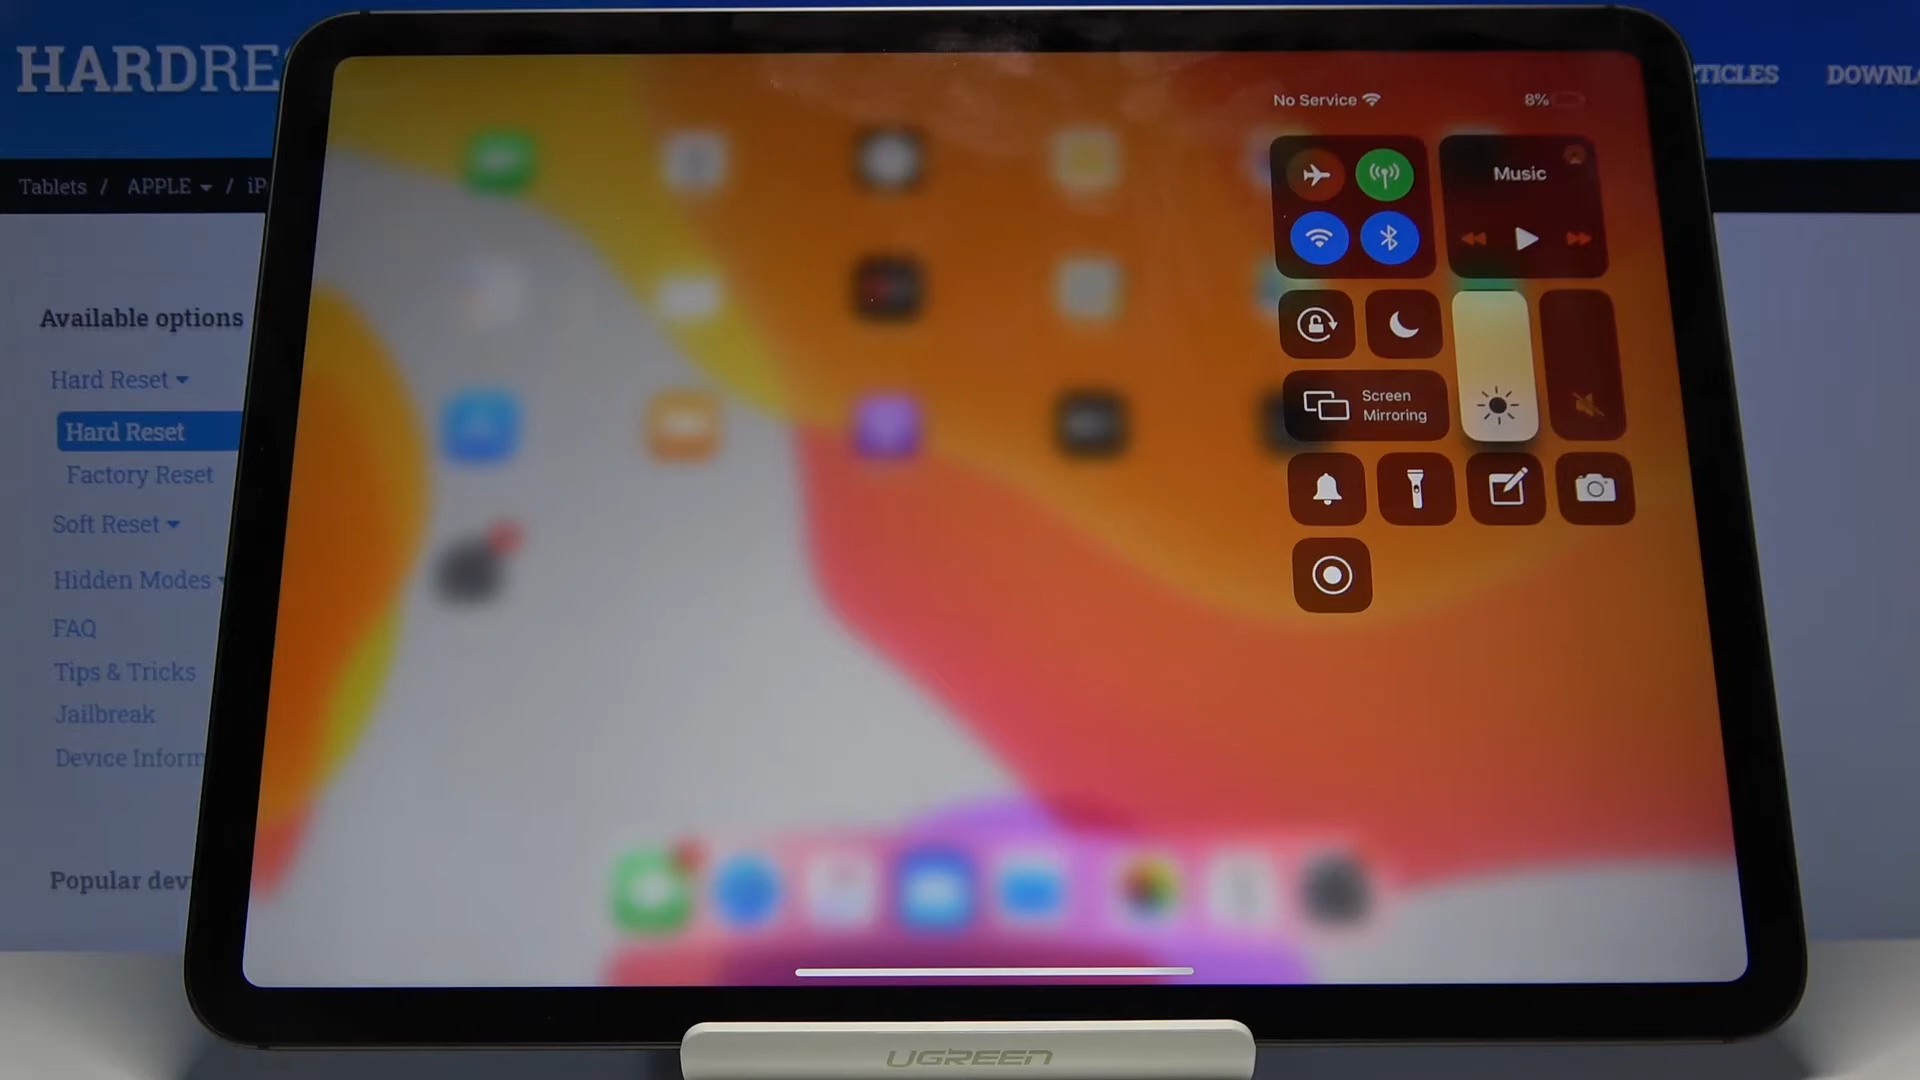 HARDRE
TICLES
DOWNL
Tablets / APPLE / iP
Available options
Hard Reset
Hard Reset
Factory Reset
Soft Reset
Hidden Modes
FAQ
Tips & Tricks
Jailbreak
Device Inform
Popular dev
No Service
8%
Music
Screen
Mirroring
UGREEN